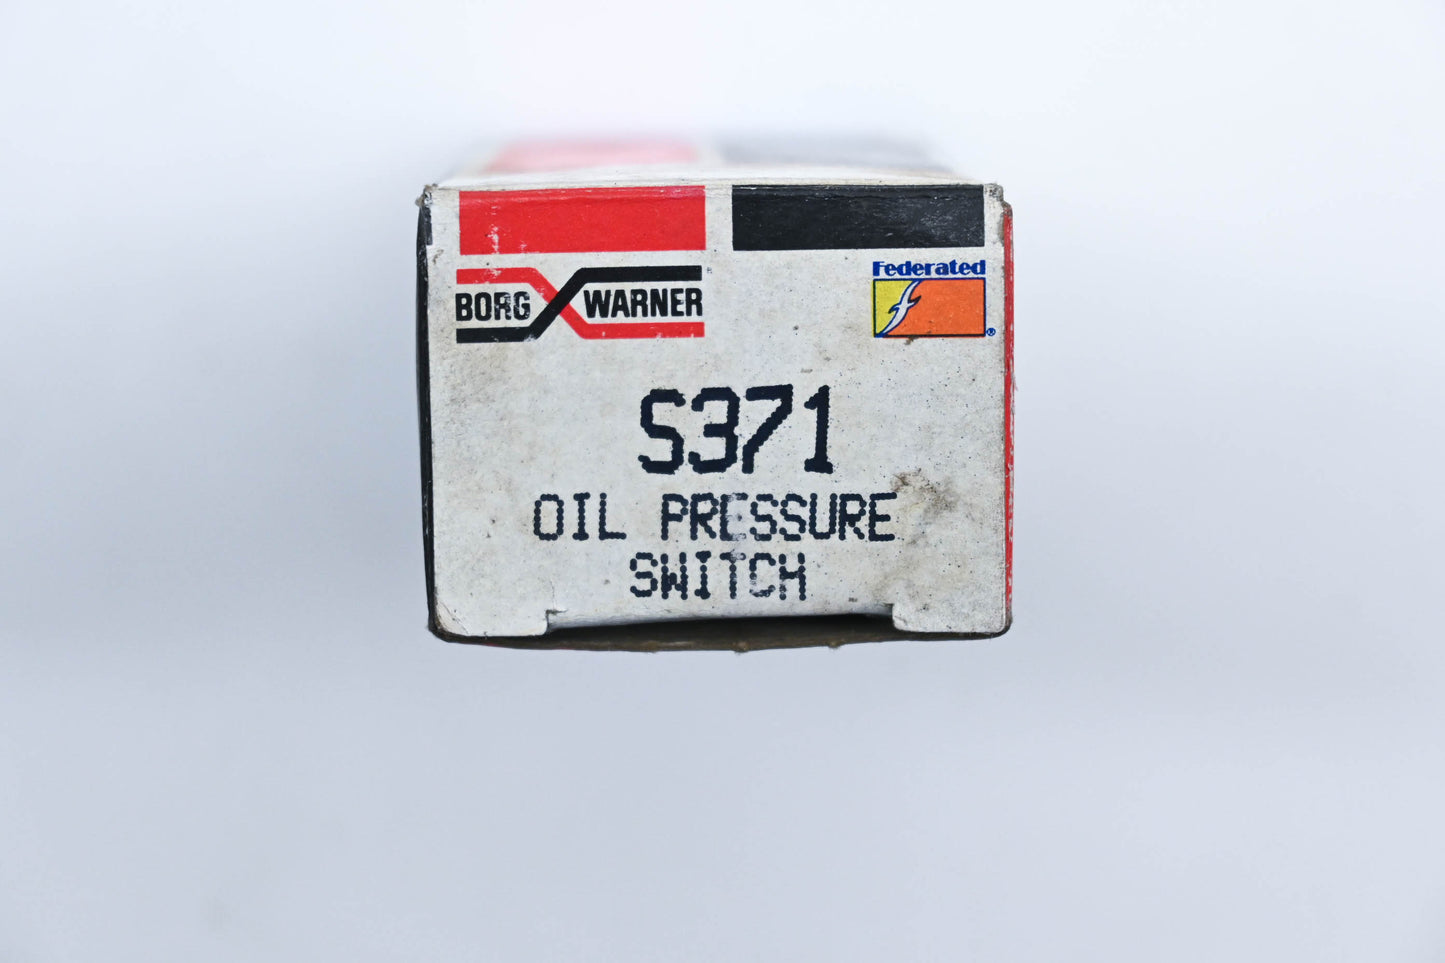 BORG WARNER
Federated
f
®
S371
OIL PRESSURE
SWITCH